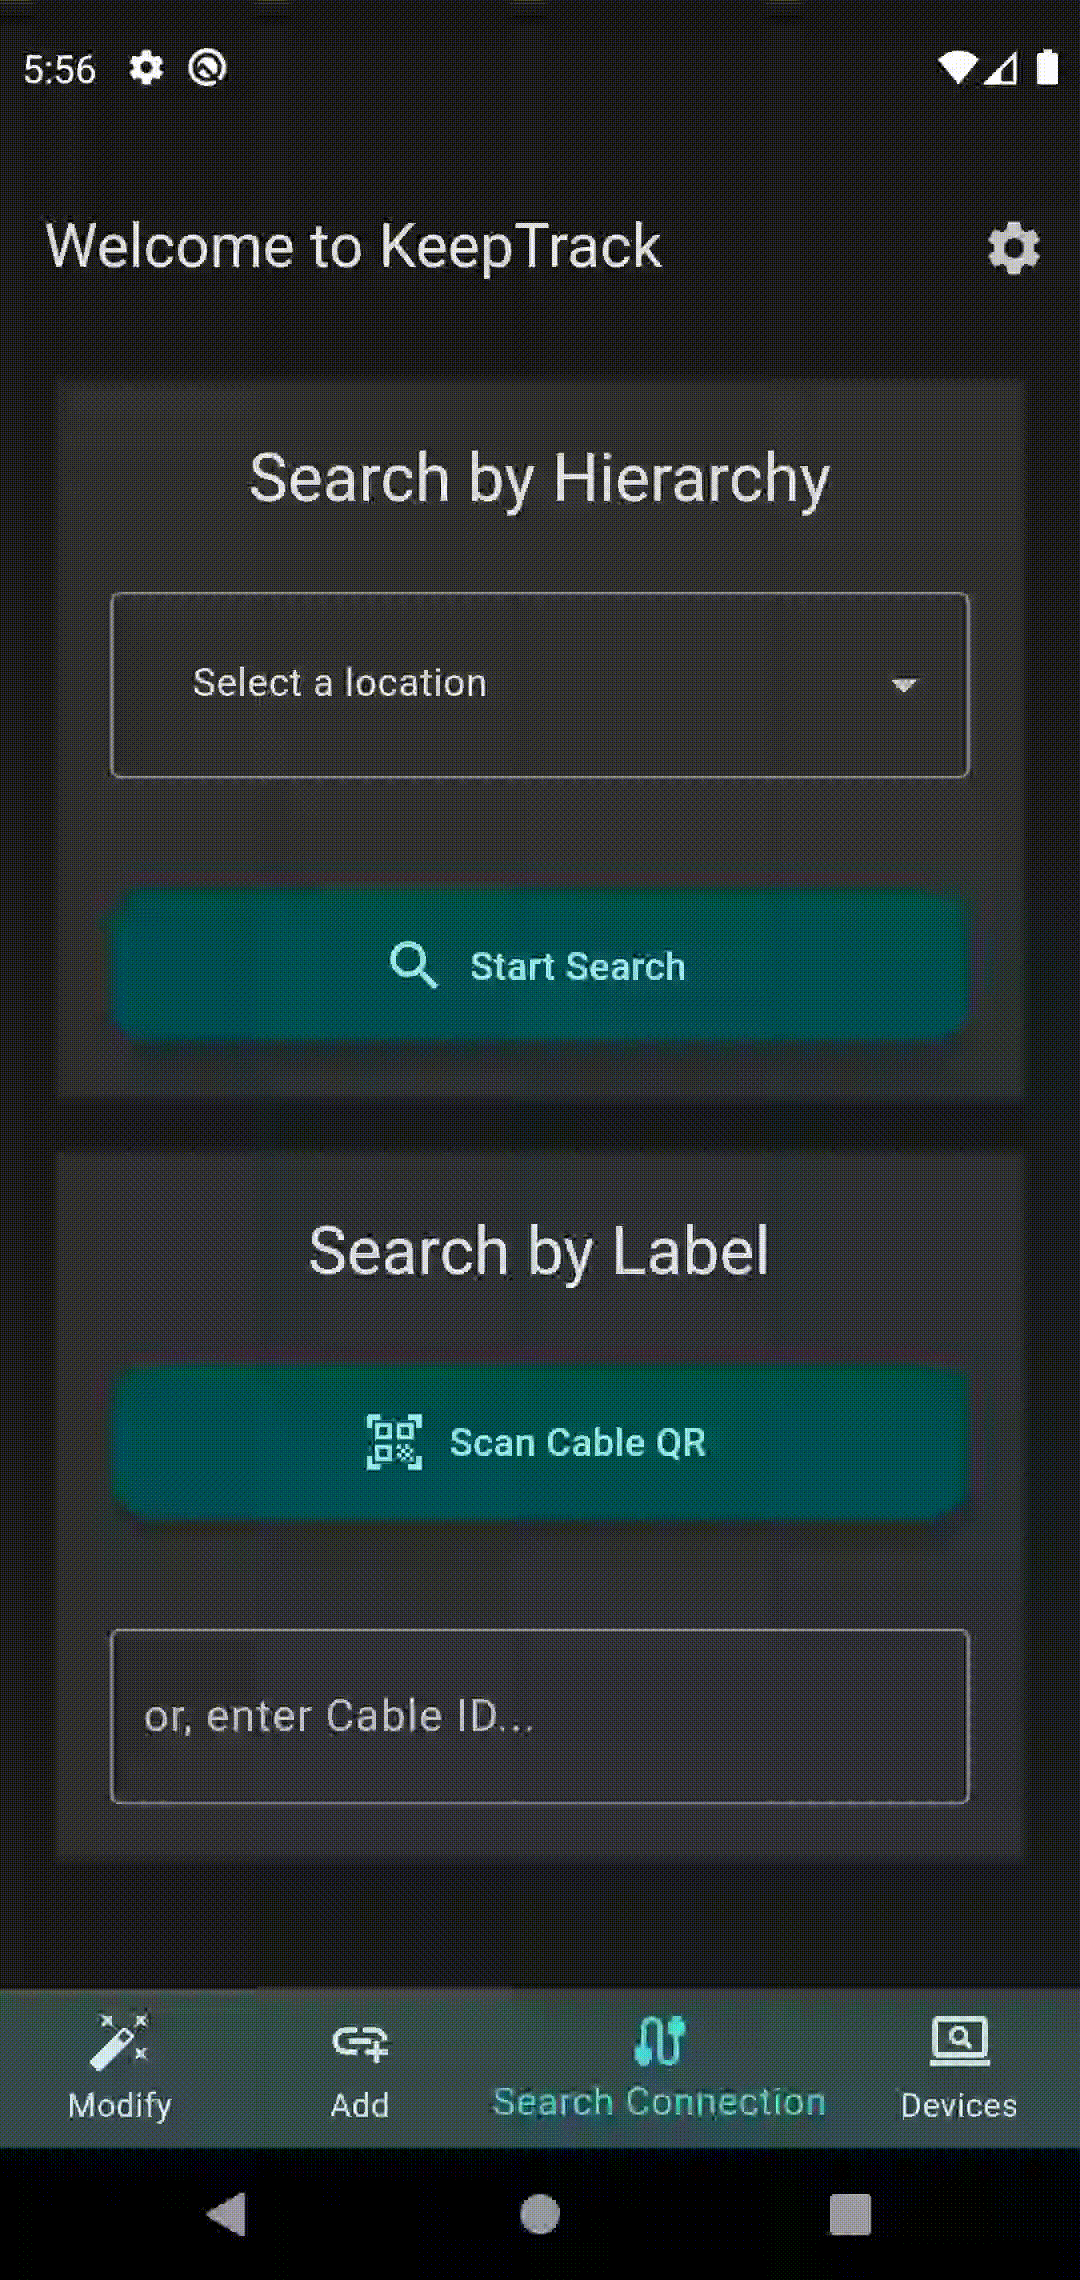 5:56
Welcome to KeepTrack
Search by Hierarchy
Select a location
Start Search
Search by Label
Scan Cable QR
or, enter Cable ID...
Modify
Add
Search Connection
Devices